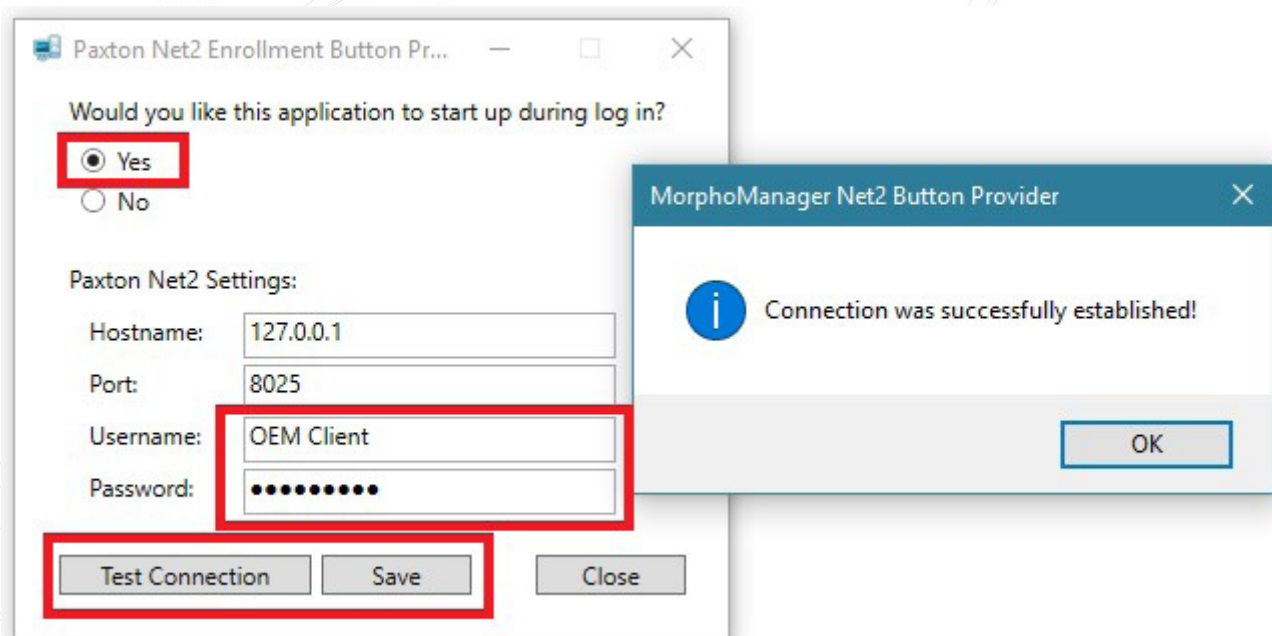 Paxton Net2 Enrollment Button Pr...
Would you like this application to start up during log in?
Yes
No
Paxton Net2 Settings:
Hostname: 127.0.0.1
Port: 8025
Username: OEM Client
Password: •••••••••
Test Connection Save Close
MorphoManager Net2 Button Provider
i
Connection was successfully established!
OK